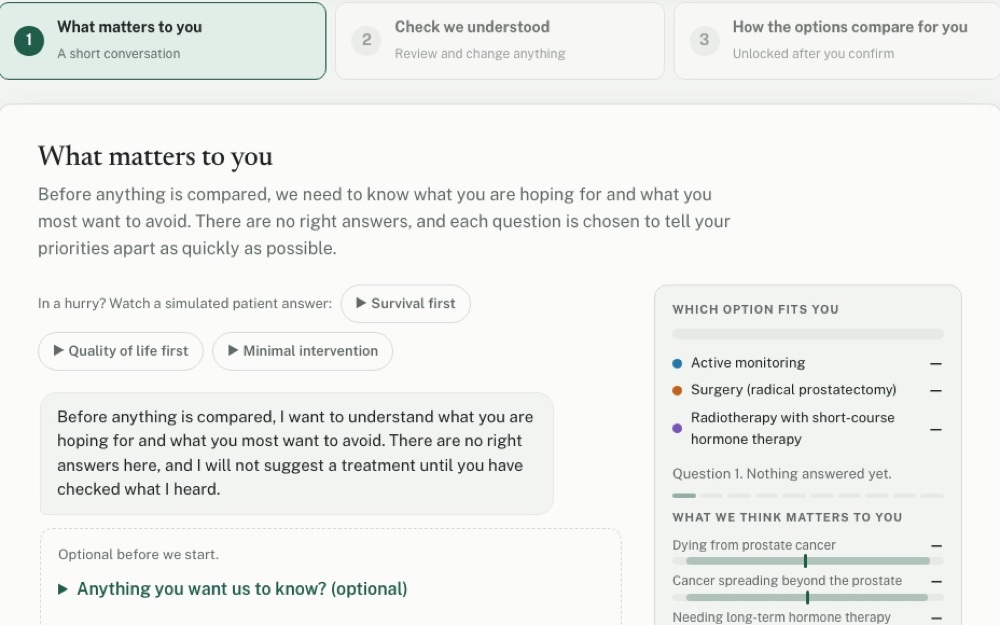 1
What matters to you
A short conversation
2
Check we understood
Review and change anything
3
How the options compare for you
Unlocked after you confirm
What matters to you
Before anything is compared, we need to know what you are hoping for and what you
most want to avoid. There are no right answers, and each question is chosen to tell your
priorities apart as quickly as possible.
In a hurry? Watch a simulated patient answer:
▶ Survival first
▶ Quality of life first
▶ Minimal intervention
Before anything is compared, I want to understand what you are
hoping for and what you most want to avoid. There are no right
answers here, and I will not suggest a treatment until you have
checked what I heard.
Optional before we start.
▶ Anything you want us to know? (optional)
WHICH OPTION FITS YOU
Active monitoring —
Surgery (radical prostatectomy) —
Radiotherapy with short-course
hormone therapy —
Question 1. Nothing answered yet.
WHAT WE THINK MATTERS TO YOU
Dying from prostate cancer —
Cancer spreading beyond the prostate —
Needing long-term hormone therapy —